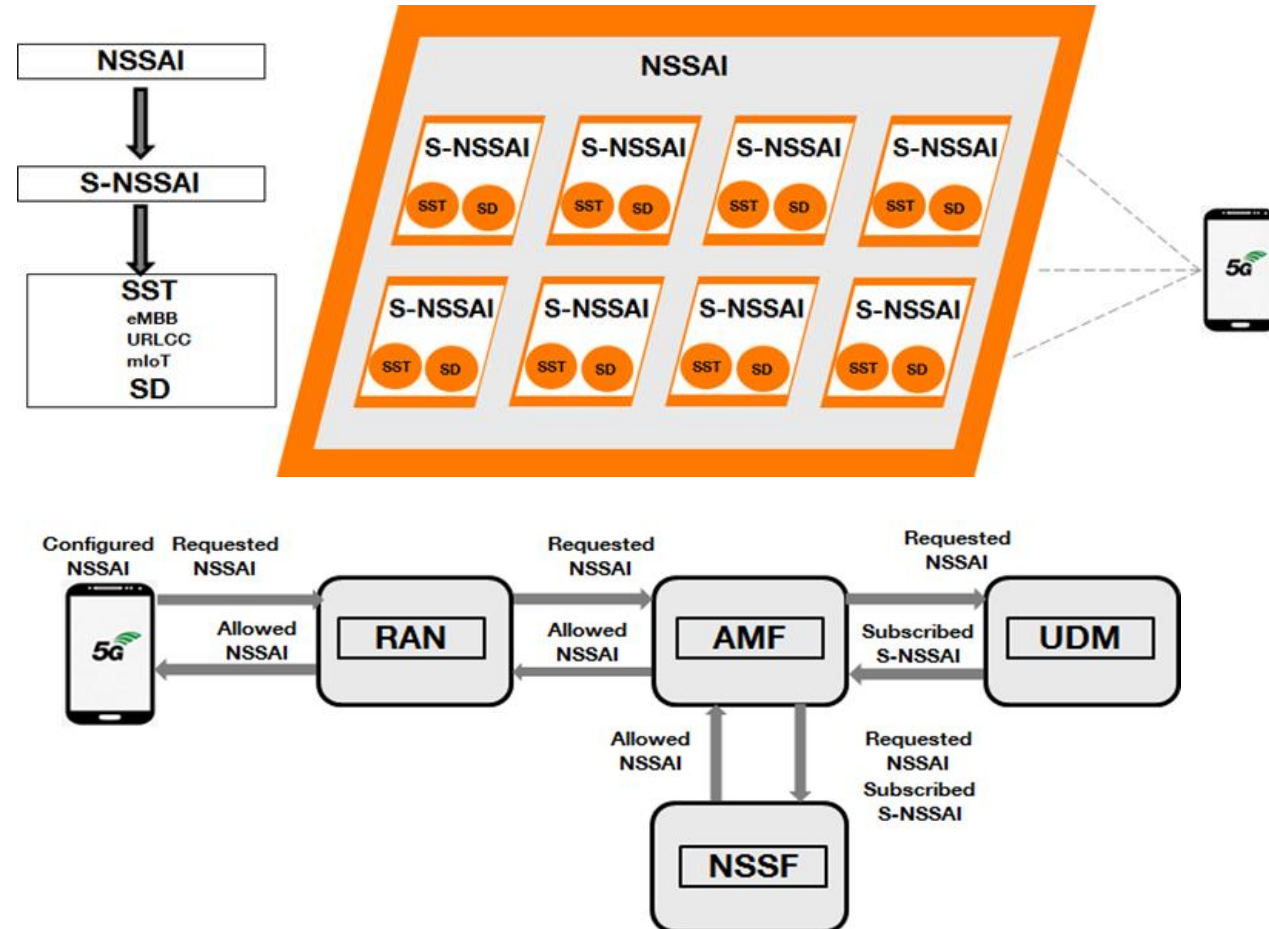 NSSAI
S-NSSAI
SST
eMBB
URLCC
mIoT
SD
NSSAI
S-NSSAI
SST SD
S-NSSAI
SST SD
S-NSSAI
SST SD
S-NSSAI
SST SD
S-NSSAI
SST SD
S-NSSAI
SST SD
S-NSSAI
SST SD
S-NSSAI
SST SD
5G
Configured
NSSAI
5G
Requested
NSSAI
Allowed
NSSAI
RAN
Requested
NSSAI
Allowed
NSSAI
AMF
Requested
NSSAI
Subscribed
S-NSSAI
UDM
Allowed
NSSAI
Requested
NSSAI
Subscribed
S-NSSAI
NSSF